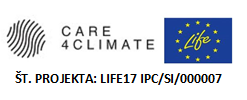 CARE
4CLIMATE
Life
ŠT. PROJEKTA: LIFE17 IPC/SI/000007